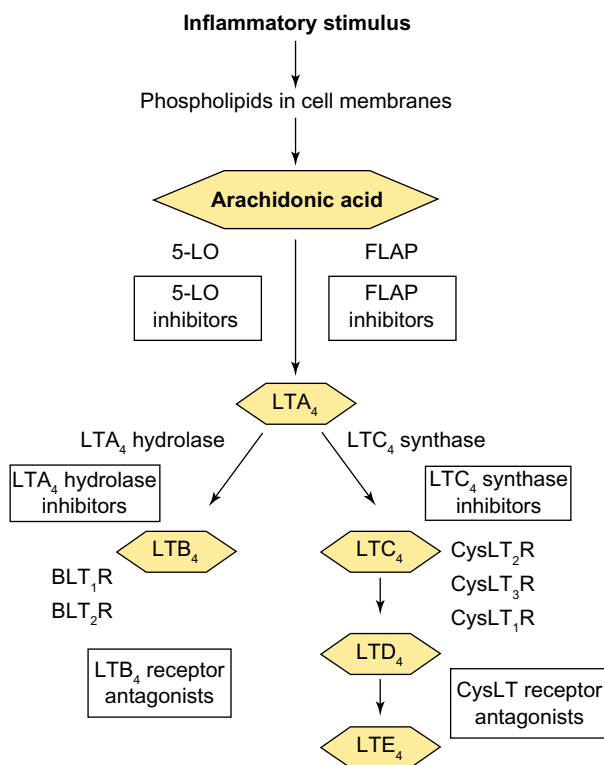 Inflammatory stimulus
Phospholipids in cell membranes
Arachidonic acid
5-LO
FLAP
5-LO
inhibitors
FLAP
inhibitors
LTA₄
LTA₄ hydrolase
LTC₄ synthase
LTA₄ hydrolase
inhibitors
LTC₄ synthase
inhibitors
LTB₄
BLT₁R
BLT₂R
LTC₄
CysLT₂R
CysLT₃R
CysLT₁R
LTD₄
LTB₄ receptor
antagonists
CysLT receptor
antagonists
LTE₄